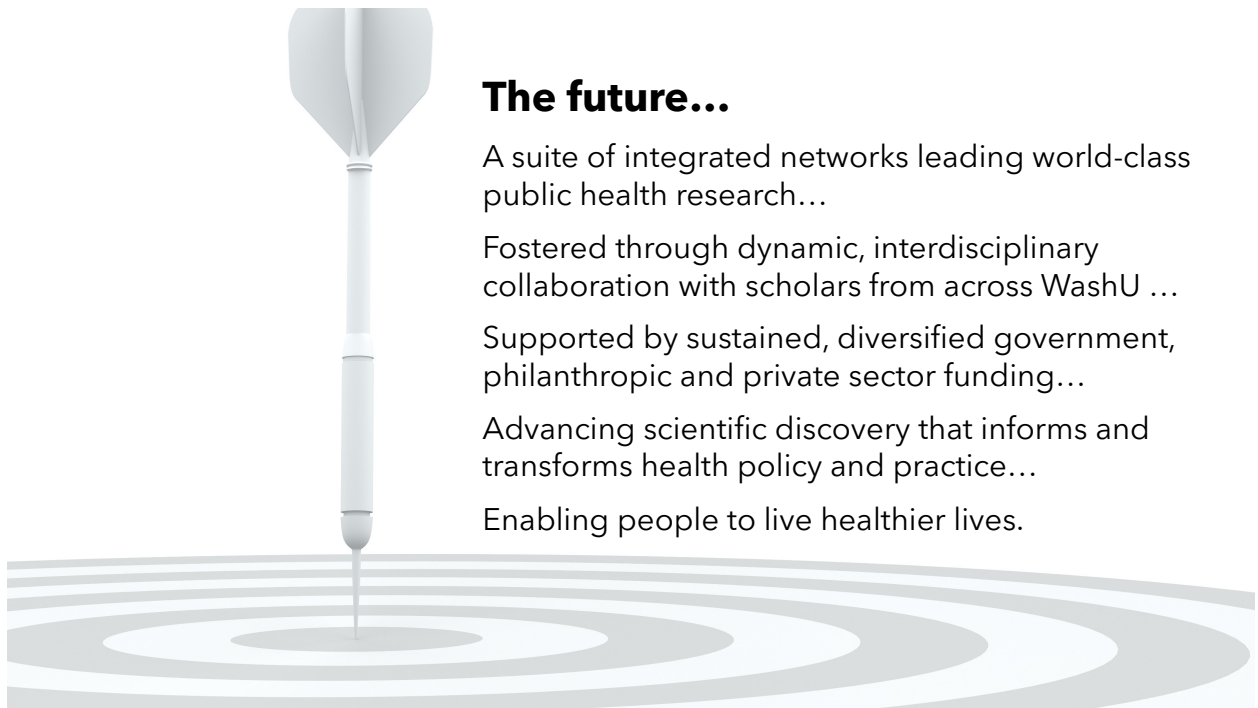 The future…
A suite of integrated networks leading world-class
public health research…
Fostered through dynamic, interdisciplinary
collaboration with scholars from across WashU …
Supported by sustained, diversified government,
philanthropic and private sector funding…
Advancing scientific discovery that informs and
transforms health policy and practice…
Enabling people to live healthier lives.